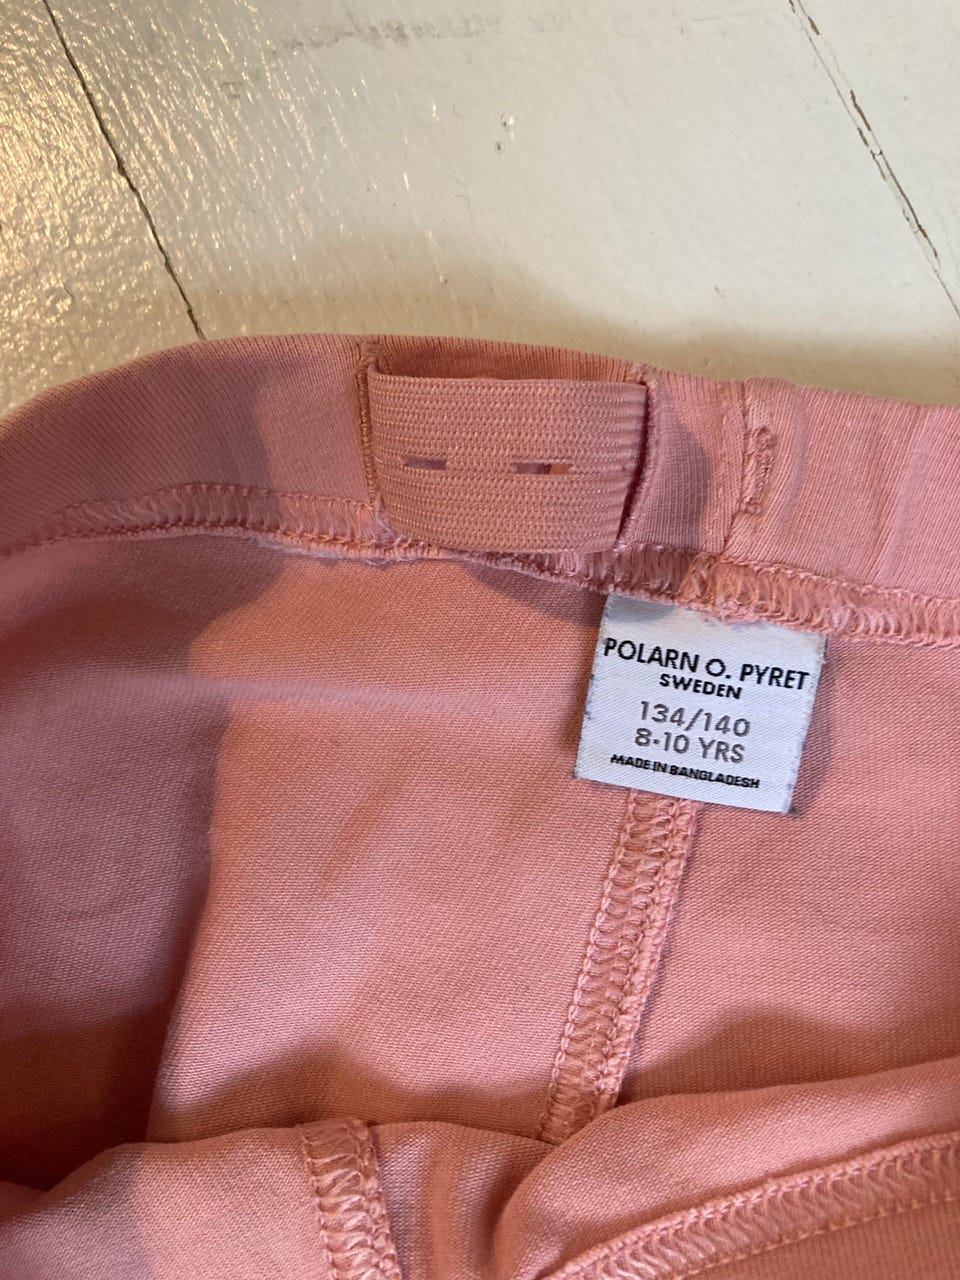 POLARN O. PYRET
SWEDEN
134/140
8-10 YRS
MADE IN BANGLADESH